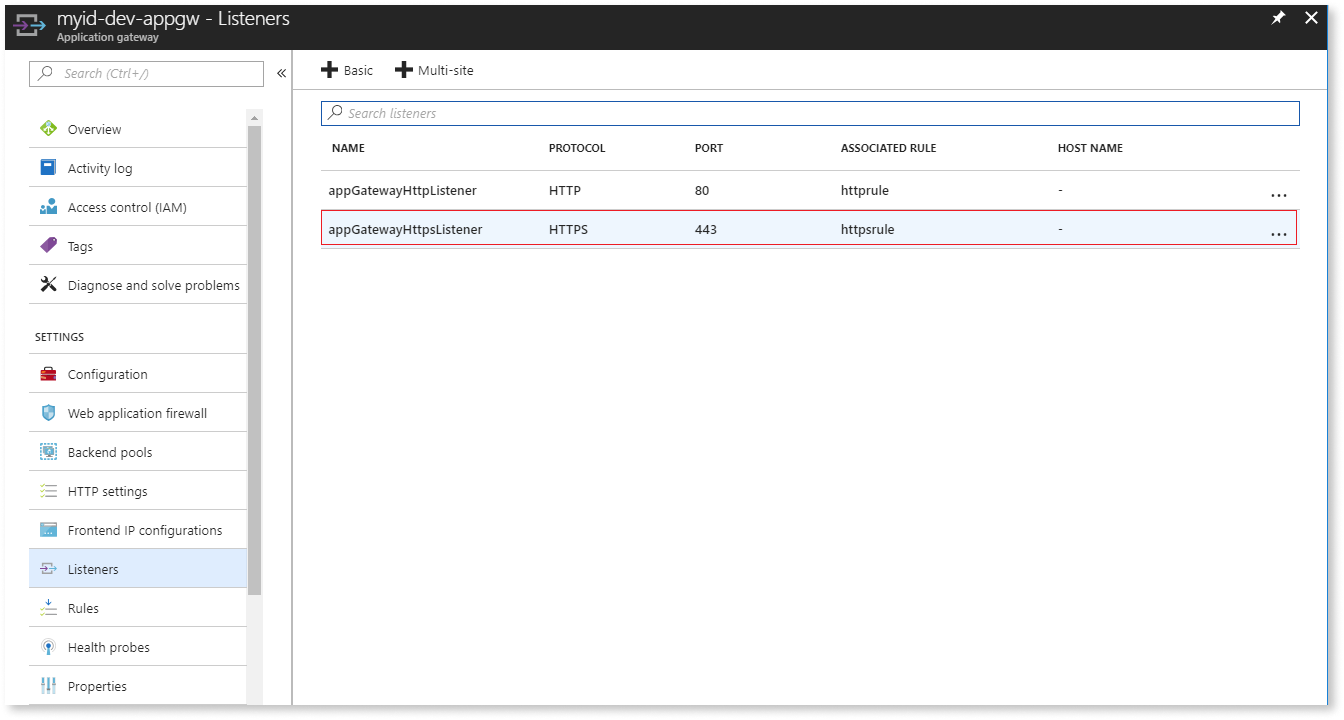 myid-dev-appgw - Listeners
Application gateway
Search (Ctrl+/)
«
Overview
Activity log
Access control (IAM)
Tags
Diagnose and solve problems
SETTINGS
Configuration
Web application firewall
Backend pools
HTTP settings
Frontend IP configurations
Listeners
Rules
Health probes
Properties
Basic Multi-site
Search listeners
NAME PROTOCOL PORT ASSOCIATED RULE HOST NAME
appGatewayHttpListener HTTP 80 httprule - ...
appGatewayHttpsListener HTTPS 443 httpsrule - ...